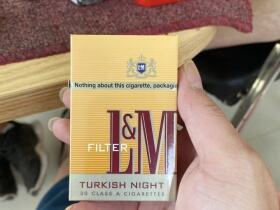 L&M
Nothing about this cigarette, packagi
L&M
FILTER
TURKISH NIGHT
20 CLASS A CIGARETTES